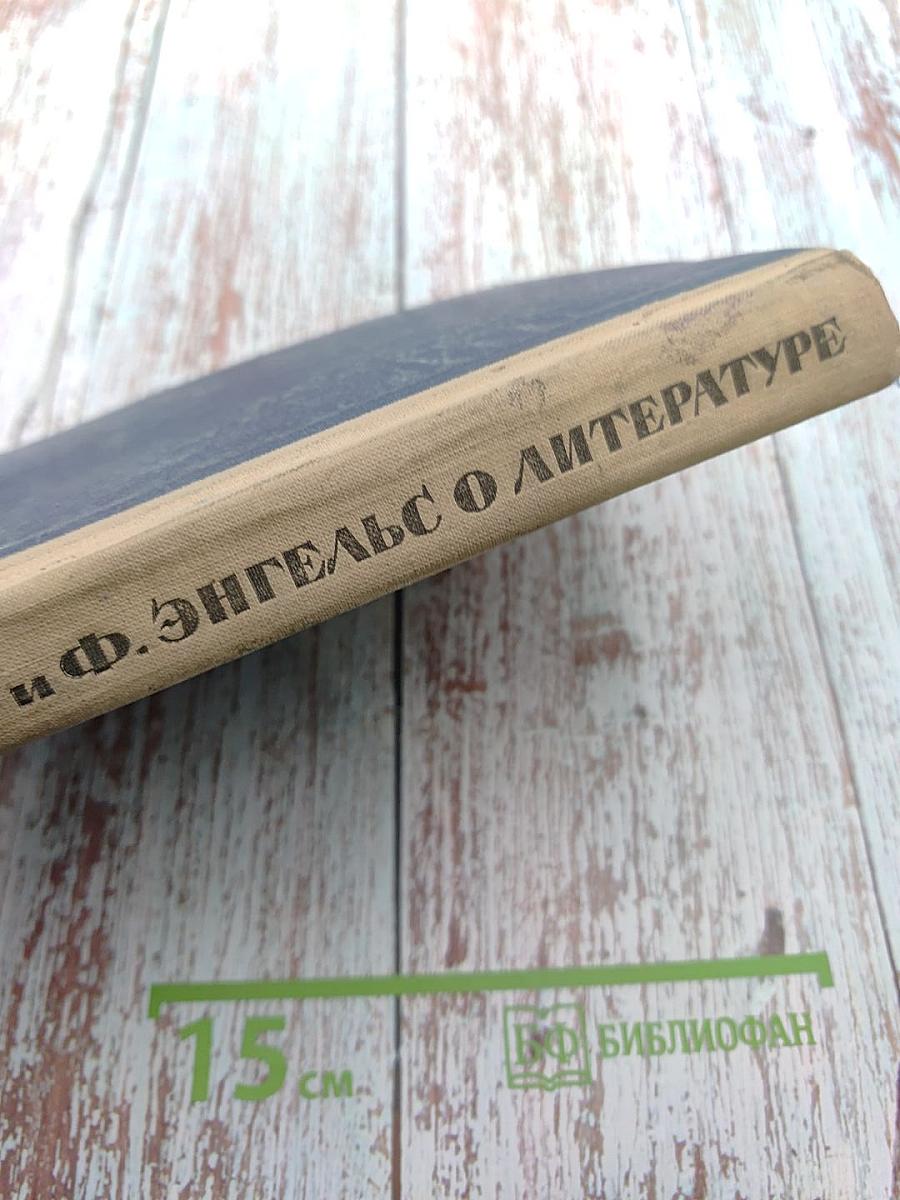 и Ф. ЭНГЕЛЬС О ЛИТЕРАТУРЕ
15 см
БФ БИБЛИОФАН